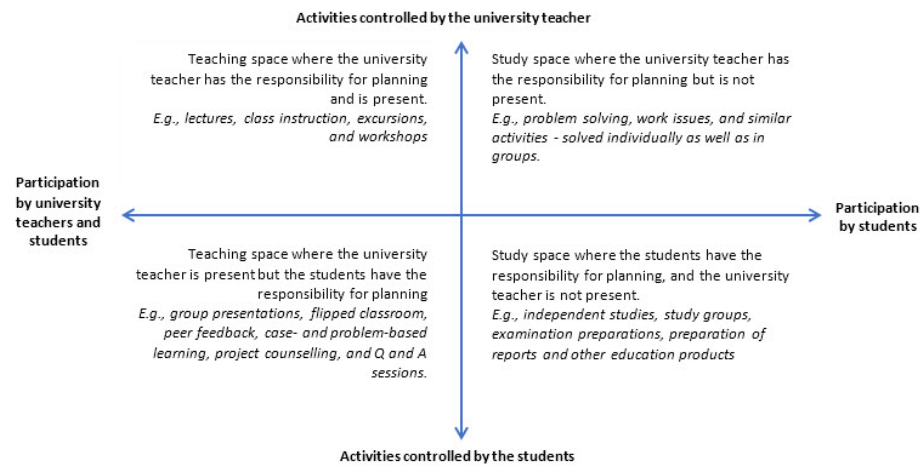 Activities controlled by the university teacher
Teaching space where the university
teacher has the responsibility for planning
and is present.
E.g., lectures, class instruction, excursions,
and workshops
Study space where the university teacher has
the responsibility for planning but is not
present.
E.g., problem solving, work issues, and similar
activities - solved individually as well as in
groups.
Participation
by university
teachers and
students
Participation
by students
Teaching space where the university
teacher is present but the students have the
responsibility for planning
E.g., group presentations, flipped classroom,
peer feedback, case- and problem-based
learning, project counselling, and Q and A
sessions.
Study space where the students have the
responsibility for planning, and the university
teacher is not present.
E.g., independent studies, study groups,
examination preparations, preparation of
reports and other education products
Activities controlled by the students